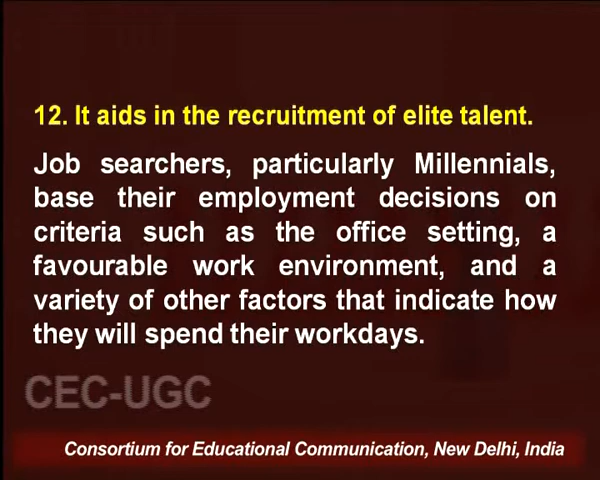 12. It aids in the recruitment of elite talent.
Job searchers, particularly Millennials,
base their employment decisions on
criteria such as the office setting, a
favourable work environment, and a
variety of other factors that indicate how
they will spend their workdays.
CEC-UGC
Consortium for Educational Communication, New Delhi, India